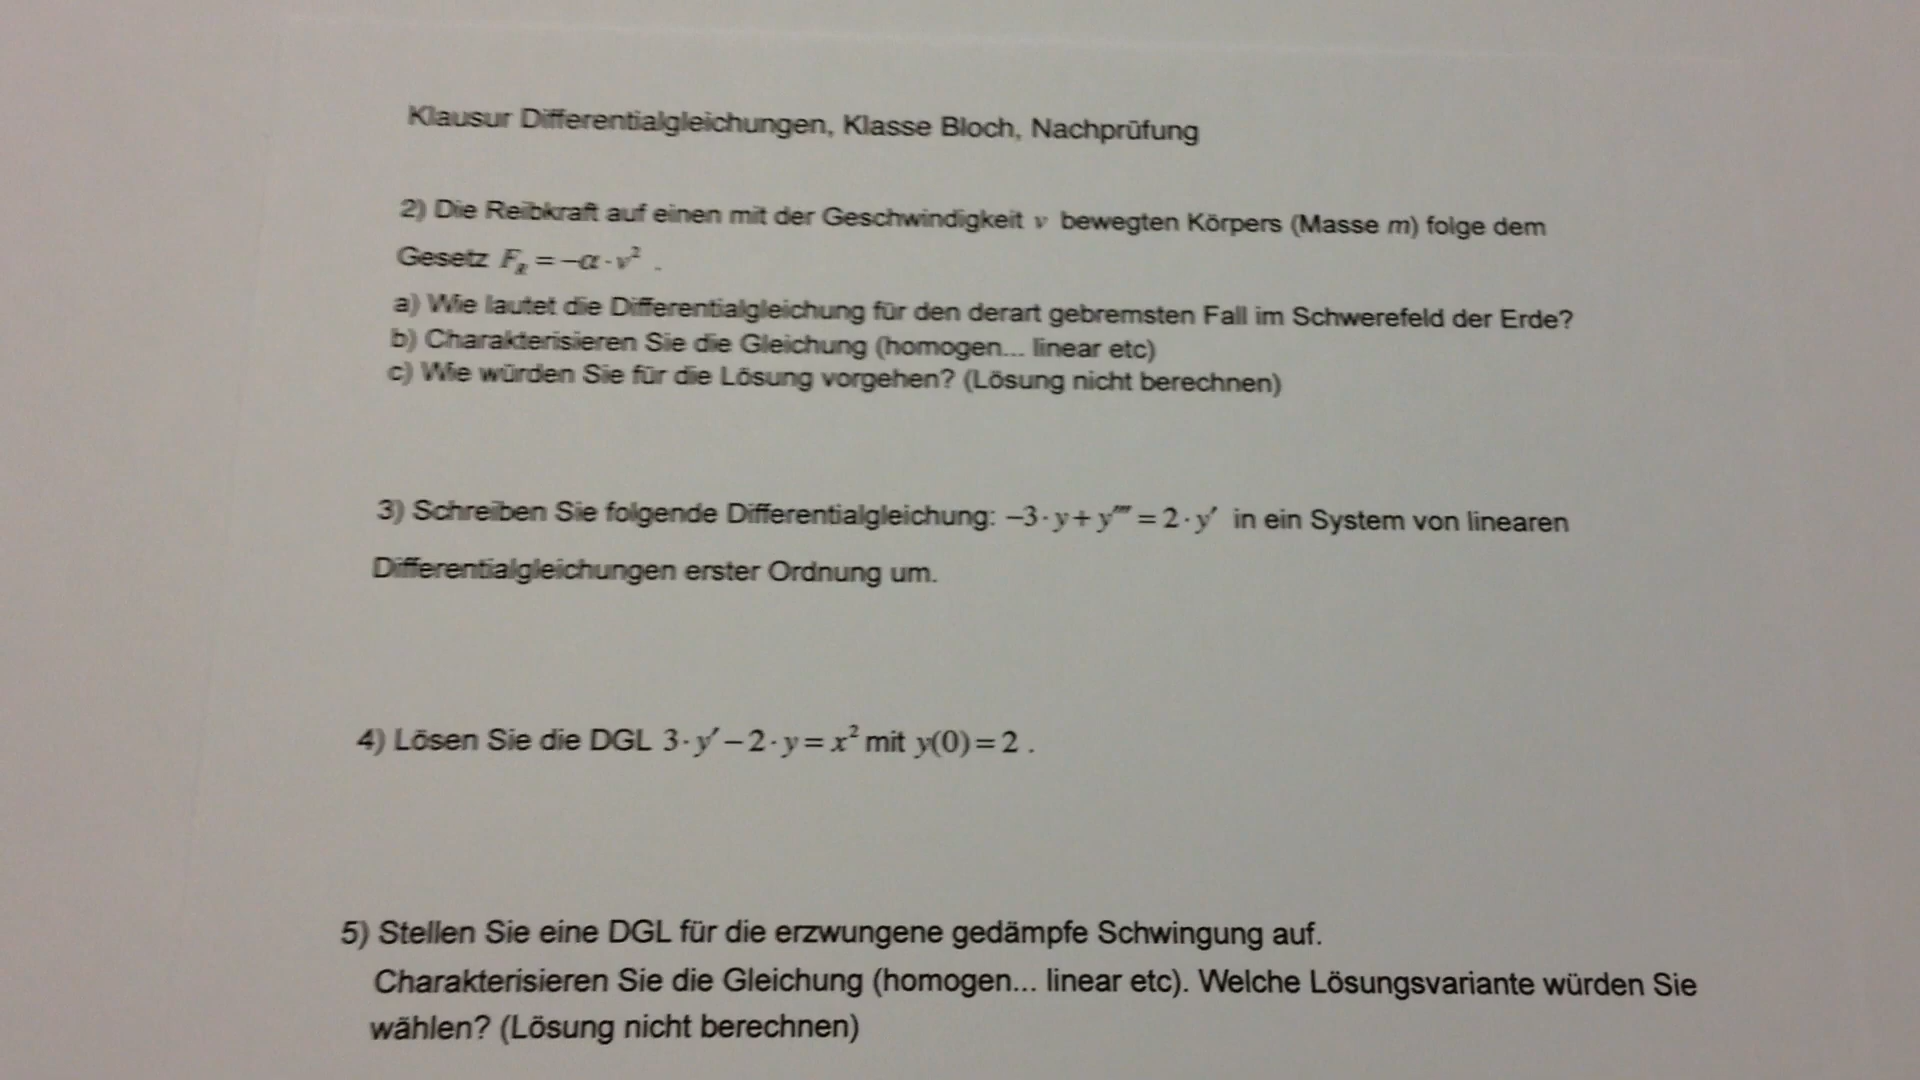 Klausur Differentialgleichungen, Klasse Bloch, Nachprüfung
2) Die Reibkraft auf einen mit der Geschwindigkeit v bewegten Körpers (Masse m) folge dem
Gesetz F_R = −α · v² .
a) Wie lautet die Differentialgleichung für den derart gebremsten Fall im Schwerefeld der Erde?
b) Charakterisieren Sie die Gleichung (homogen... linear etc)
c) Wie würden Sie für die Lösung vorgehen? (Lösung nicht berechnen)
3) Schreiben Sie folgende Differentialgleichung: −3 · y + y'''' = 2 · y' in ein System von linearen
Differentialgleichungen erster Ordnung um.
4) Lösen Sie die DGL 3 · y' − 2 · y = x² mit y(0) = 2 .
5) Stellen Sie eine DGL für die erzwungene gedämpfe Schwingung auf.
Charakterisieren Sie die Gleichung (homogen... linear etc). Welche Lösungsvariante würden Sie
wählen? (Lösung nicht berechnen)